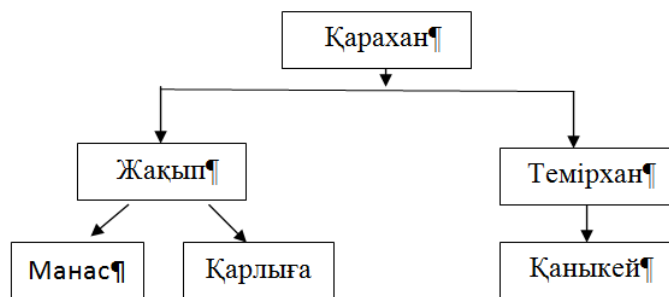 Қарахан¶
Жақып¶
Темірхан¶
Манас¶
Қарлыға
Қаныкей¶